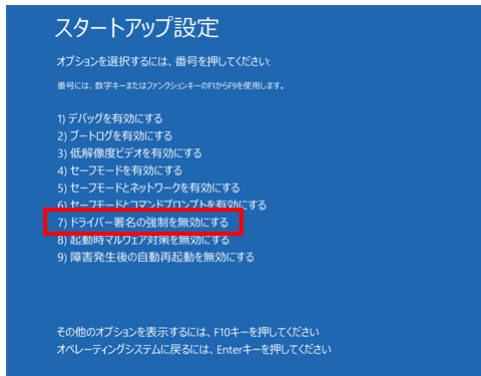 スタートアップ設定
オプションを選択するには、番号を押してください:
番号には、数字キーまたはファンクションキーのF1からF9を使用します。
1) デバッグを有効にする
2) ブートログを有効にする
3) 低解像度ビデオを有効にする
4) セーフモードを有効にする
5) セーフモードとネットワークを有効にする
6) セーフモードとコマンドプロンプトを有効にする
7) ドライバー署名の強制を無効にする
8) 起動時マルウェア対策を無効にする
9) 障害発生後の自動再起動を無効にする
その他のオプションを表示するには、F10キーを押してください
オペレーティングシステムに戻るには、Enterキーを押してください